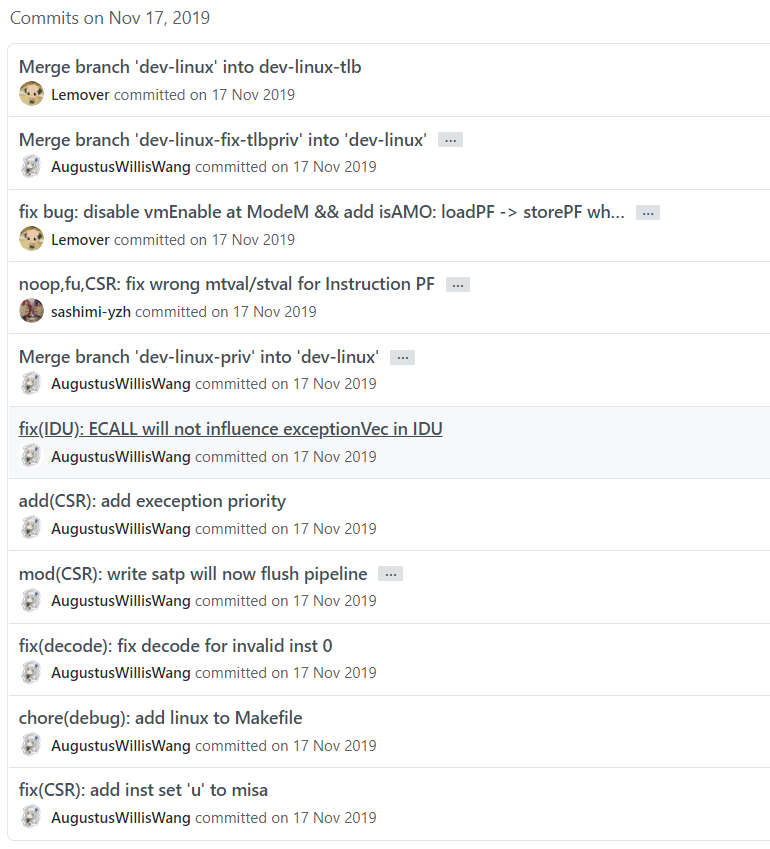 Commits on Nov 17, 2019
Merge branch 'dev-linux' into dev-linux-tlb
Lemover committed on 17 Nov 2019
Merge branch 'dev-linux-fix-tlbpriv' into 'dev-linux' ...
AugustusWillisWang committed on 17 Nov 2019
fix bug: disable vmEnable at ModeM && add isAMO: loadPF -> storePF wh... ...
Lemover committed on 17 Nov 2019
noop,fu,CSR: fix wrong mtval/stval for Instruction PF ...
sashimi-yzh committed on 17 Nov 2019
Merge branch 'dev-linux-priv' into 'dev-linux' ...
AugustusWillisWang committed on 17 Nov 2019
fix(IDU): ECALL will not influence exceptionVec in IDU
AugustusWillisWang committed on 17 Nov 2019
add(CSR): add exeception priority
AugustusWillisWang committed on 17 Nov 2019
mod(CSR): write satp will now flush pipeline ...
AugustusWillisWang committed on 17 Nov 2019
fix(decode): fix decode for invalid inst 0
AugustusWillisWang committed on 17 Nov 2019
chore(debug): add linux to Makefile
AugustusWillisWang committed on 17 Nov 2019
fix(CSR): add inst set 'u' to misa
AugustusWillisWang committed on 17 Nov 2019